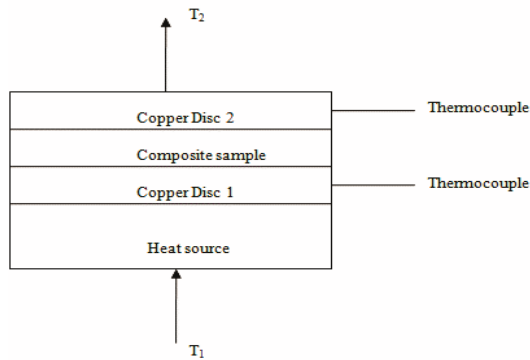 T₂
Copper Disc 2
Thermocouple
Composite sample
Copper Disc 1
Thermocouple
Heat source
T₁